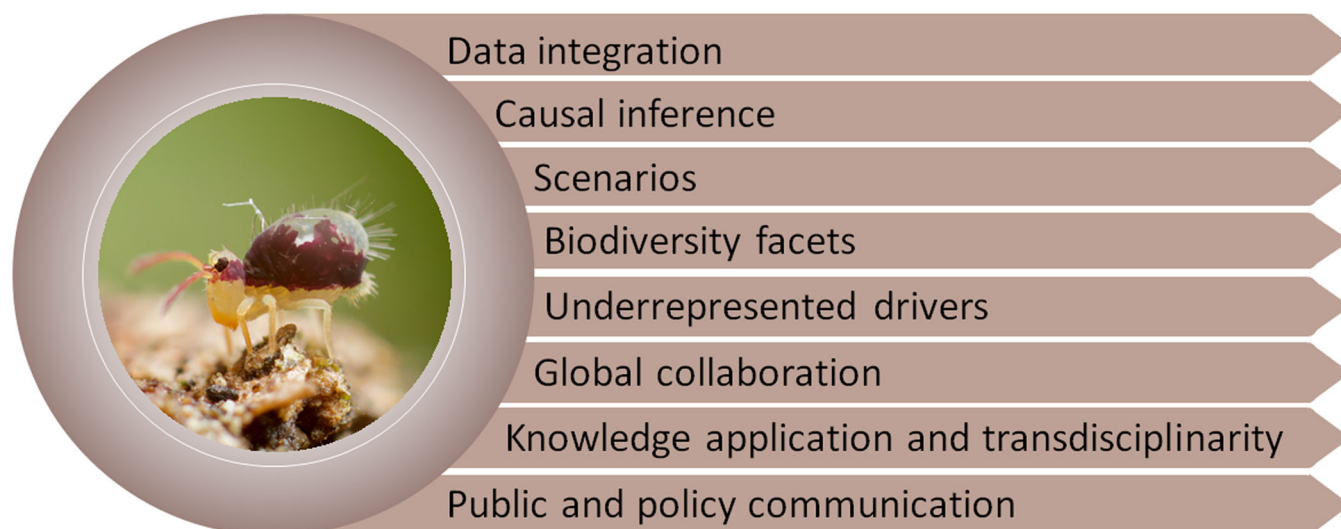 Data integration
Causal inference
Scenarios
Biodiversity facets
Underrepresented drivers
Global collaboration
Knowledge application and transdisciplinarity
Public and policy communication